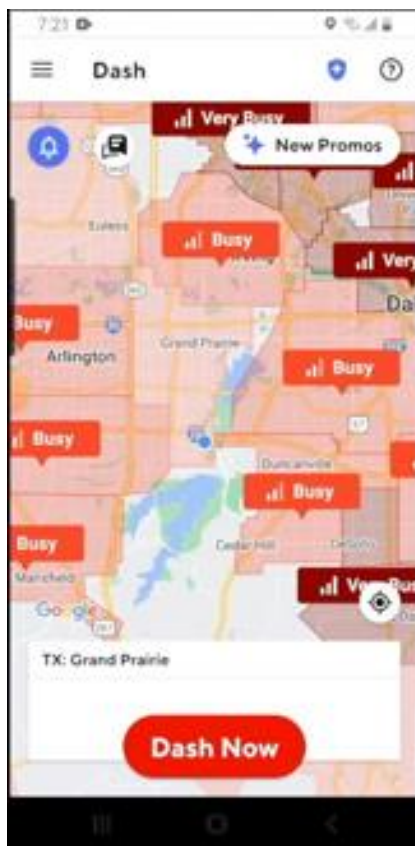 7:21
Dash
Very Busy
New Promos
Euless
Busy
Very
Da
Busy
Grand Prairie
Arlington
Busy
Busy
Duncanville
Busy
Busy
Cedar Hill
DeSoto
Mansfield
Google
TX: Grand Prairie
Dash Now